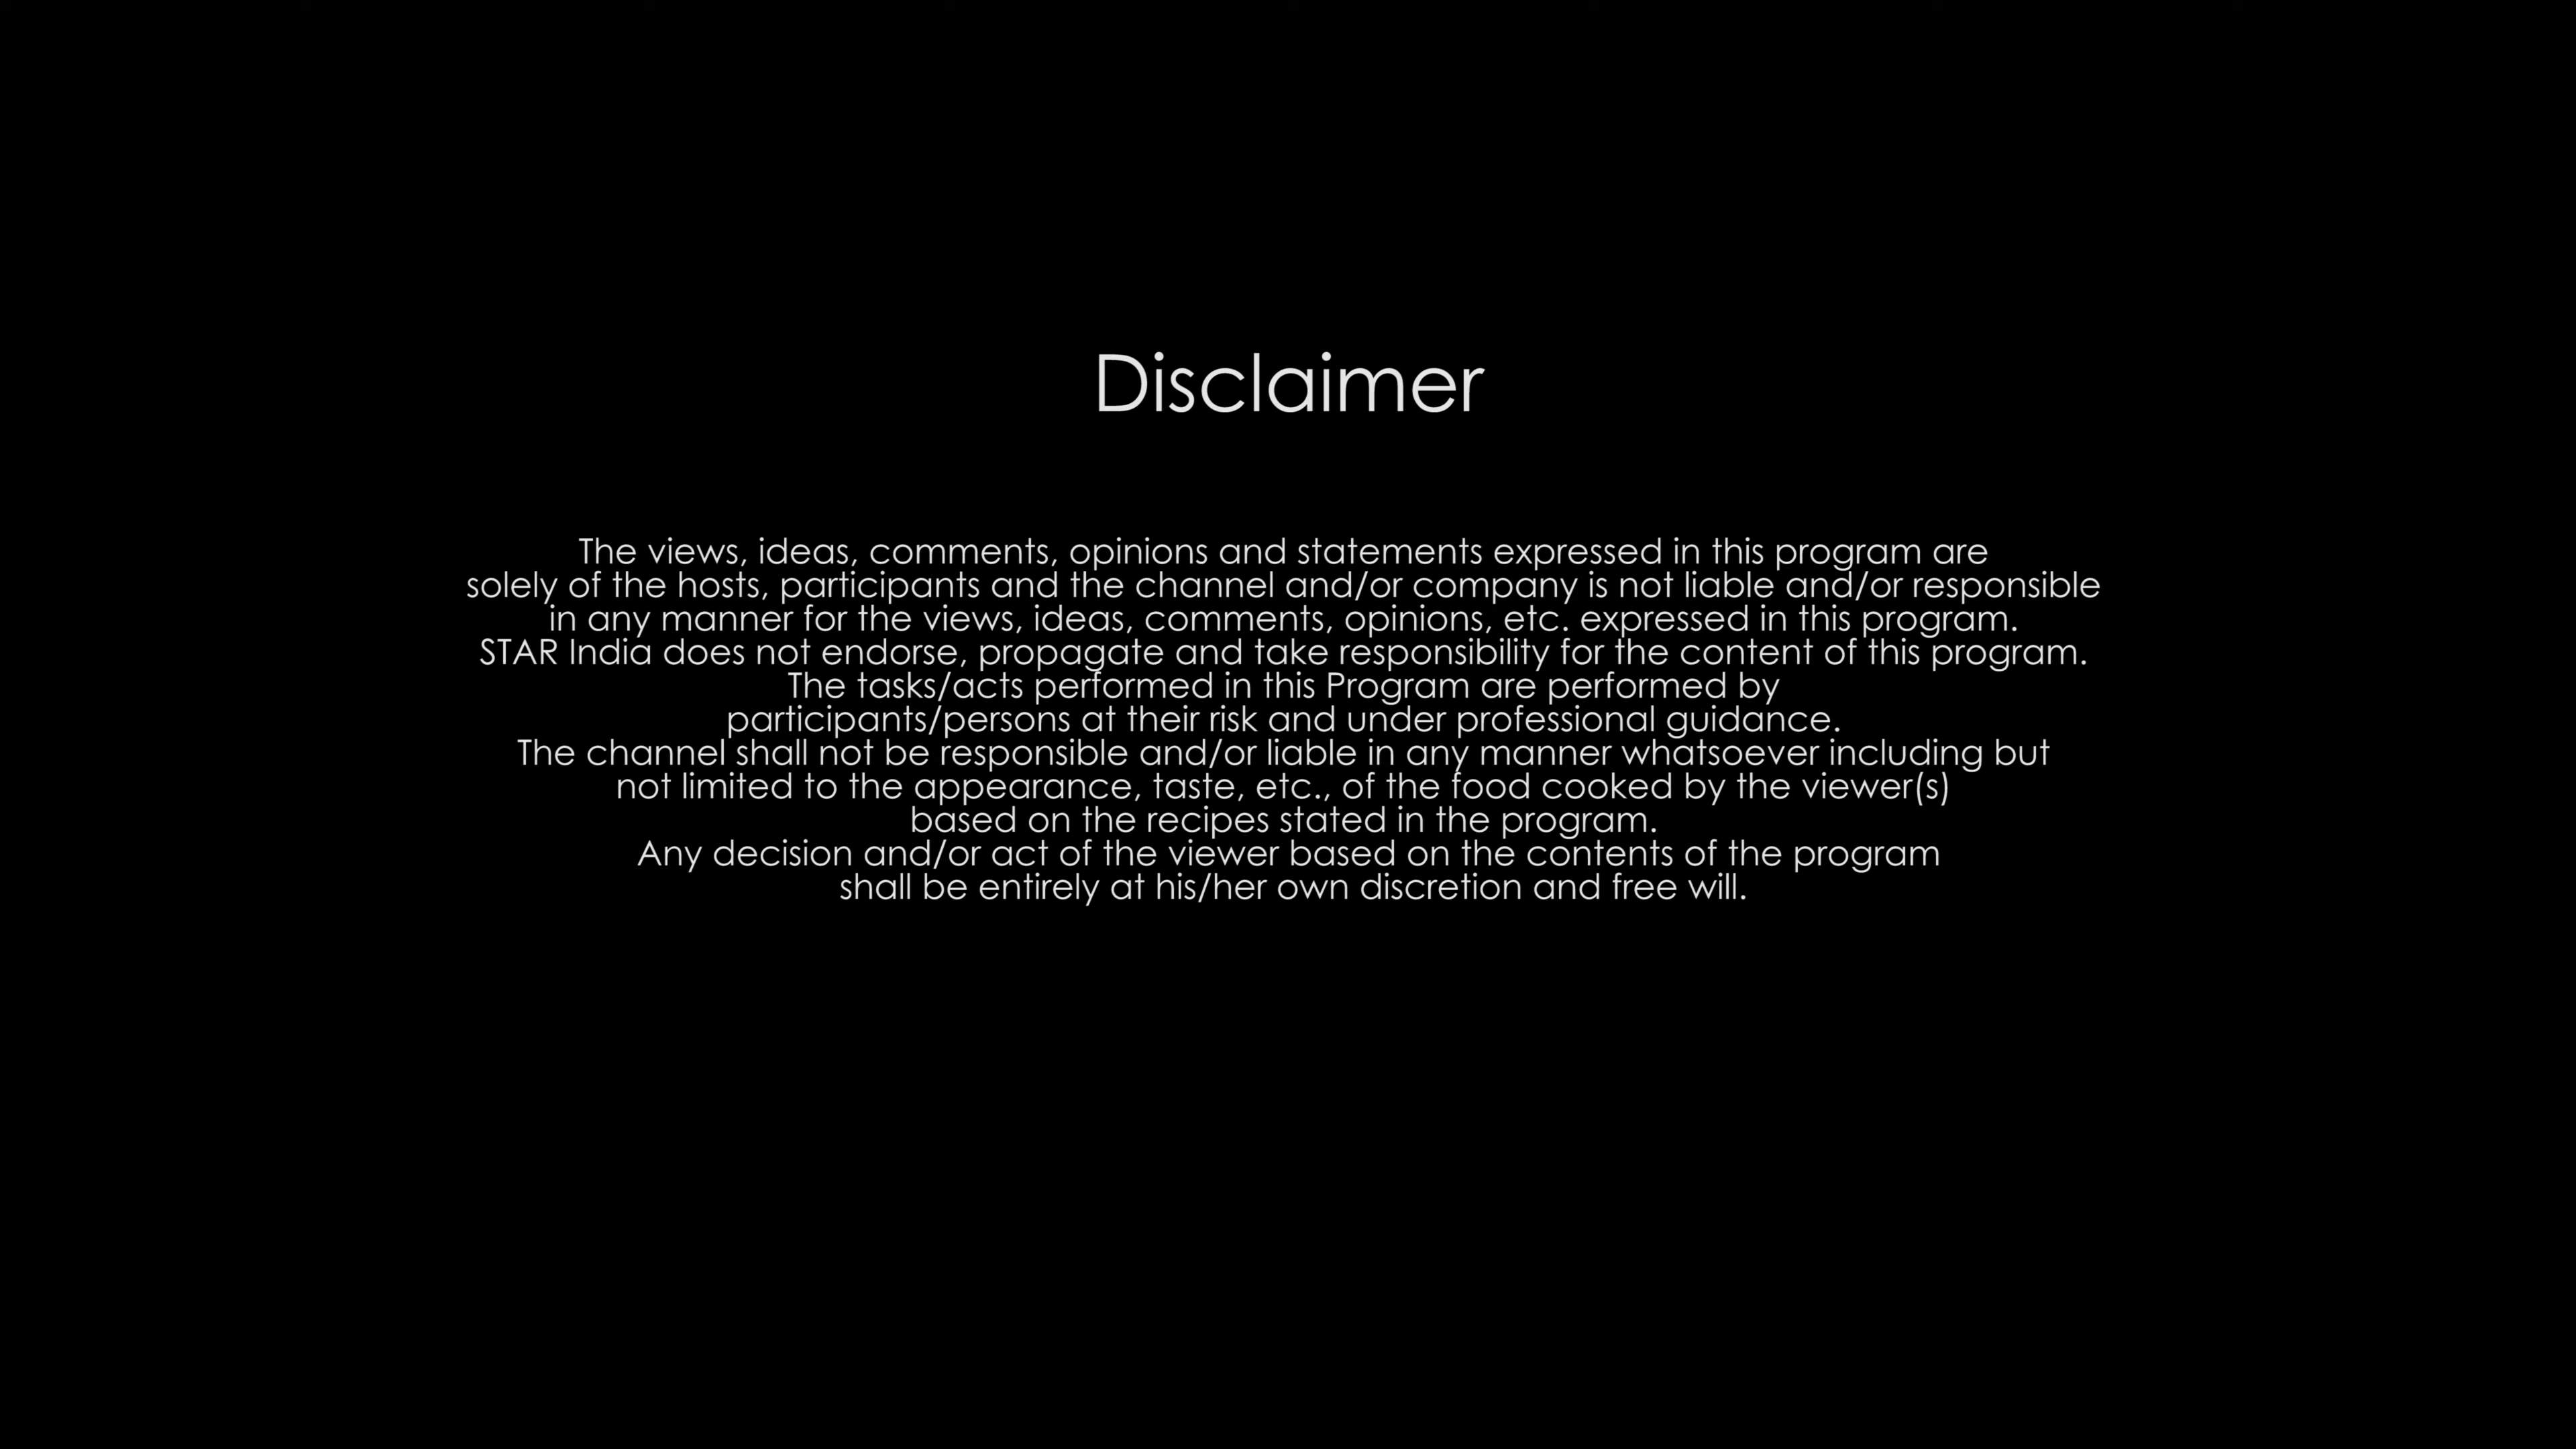 Disclaimer
The views, ideas, comments, opinions and statements expressed in this program are
solely of the hosts, participants and the channel and/or company is not liable and/or responsible
in any manner for the views, ideas, comments, opinions, etc. expressed in this program.
STAR India does not endorse, propagate and take responsibility for the content of this program.
The tasks/acts performed in this Program are performed by
participants/persons at their risk and under professional guidance.
The channel shall not be responsible and/or liable in any manner whatsoever including but
not limited to the appearance, taste, etc., of the food cooked by the viewer(s)
based on the recipes stated in the program.
Any decision and/or act of the viewer based on the contents of the program
shall be entirely at his/her own discretion and free will.